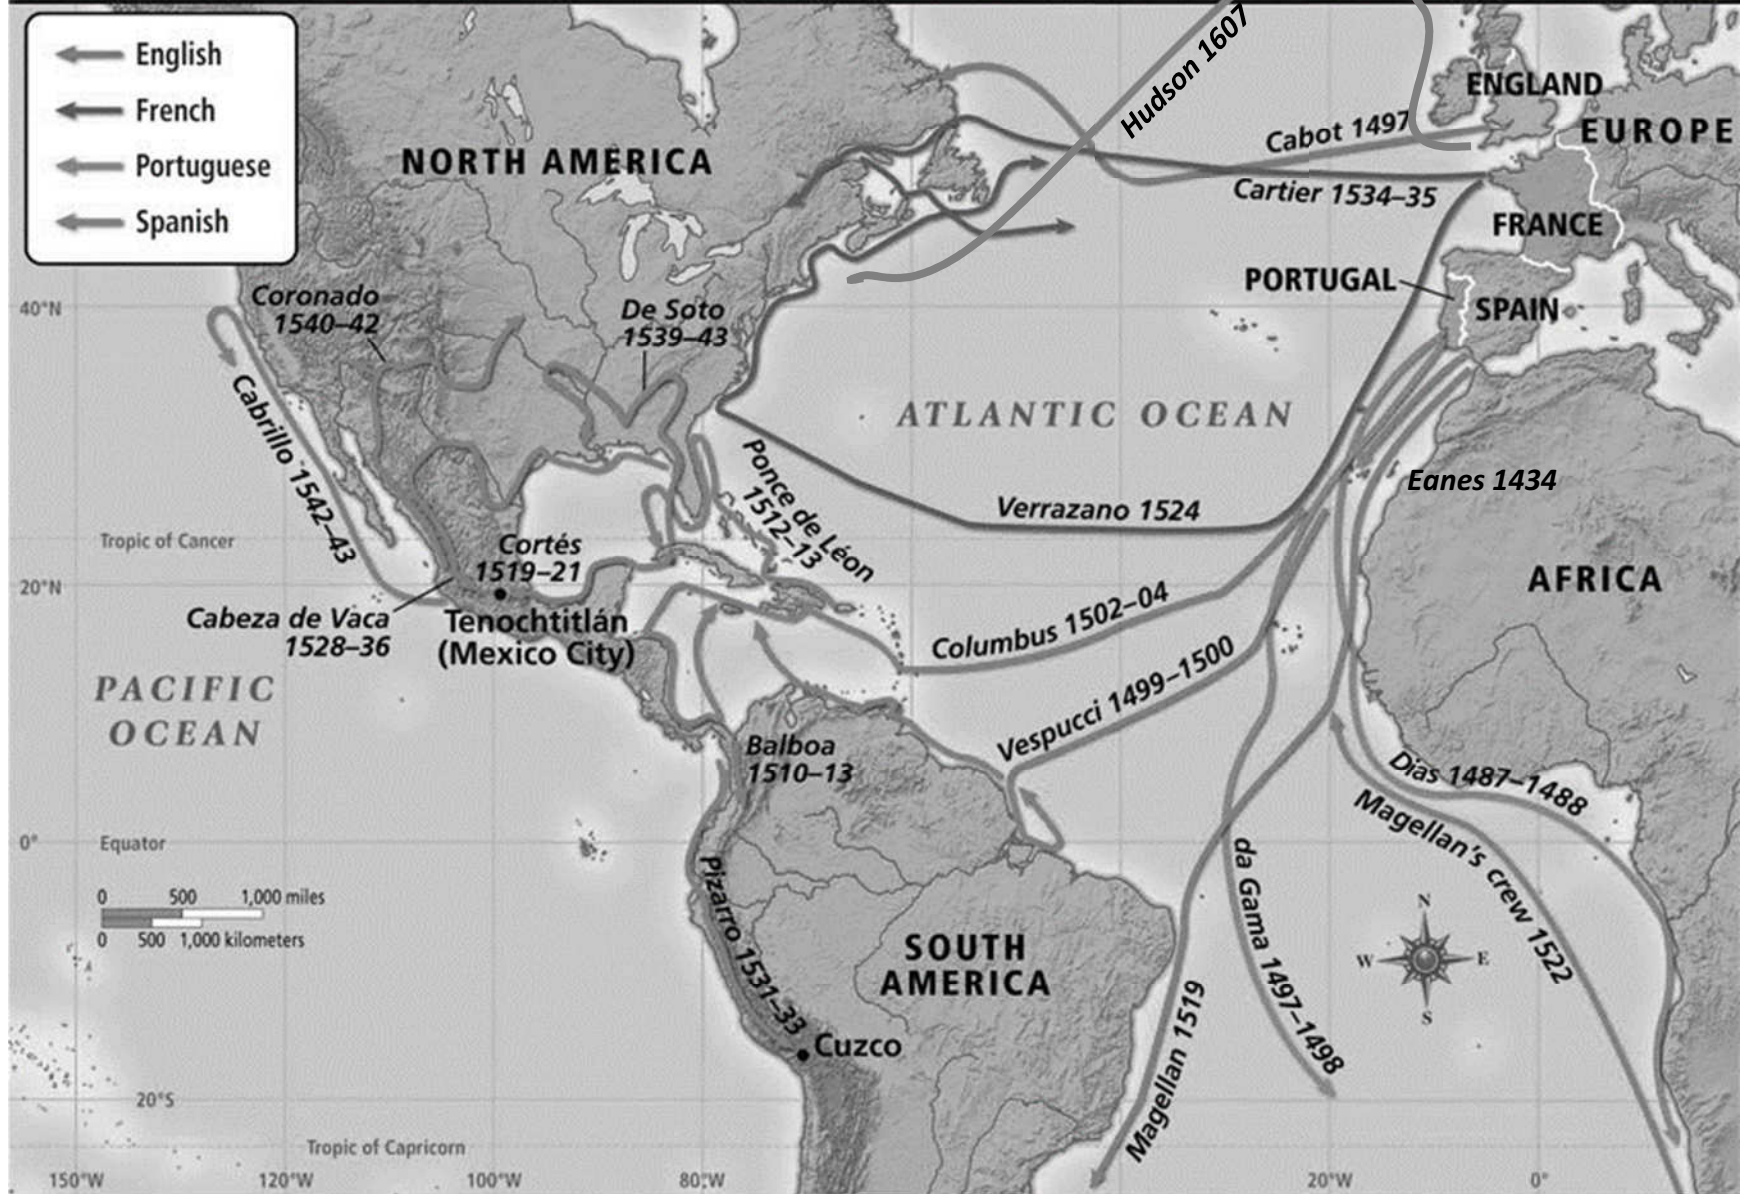 English
French
Portuguese
Spanish
Hudson 1607
ENGLAND
Cabot 1497
EUROPE
NORTH AMERICA
Cartier 1534–35
FRANCE
PORTUGAL
SPAIN
40°N
Coronado
1540–42
De Soto
1539–43
Cabrillo 1542–43
ATLANTIC OCEAN
Ponce de Léon
1512–13
Eanes 1434
Verrazano 1524
Tropic of Cancer
Cortés
1519–21
20°N
AFRICA
Cabeza de Vaca
1528–36
Tenochtitlán
(Mexico City)
Columbus 1502–04
Vespucci 1499–1500
PACIFIC
OCEAN
Balboa
1510–13
Dias 1487–1488
Magellan's crew 1522
0°
Equator
0 500 1,000 miles
0 500 1,000 kilometers
Pizarro 1531–33
da Gama 1497–1498
N
W E
S
SOUTH
AMERICA
Magellan 1519
Cuzco
20°S
Tropic of Capricorn
150°W 120°W 100°W 80°W 20°W 0°